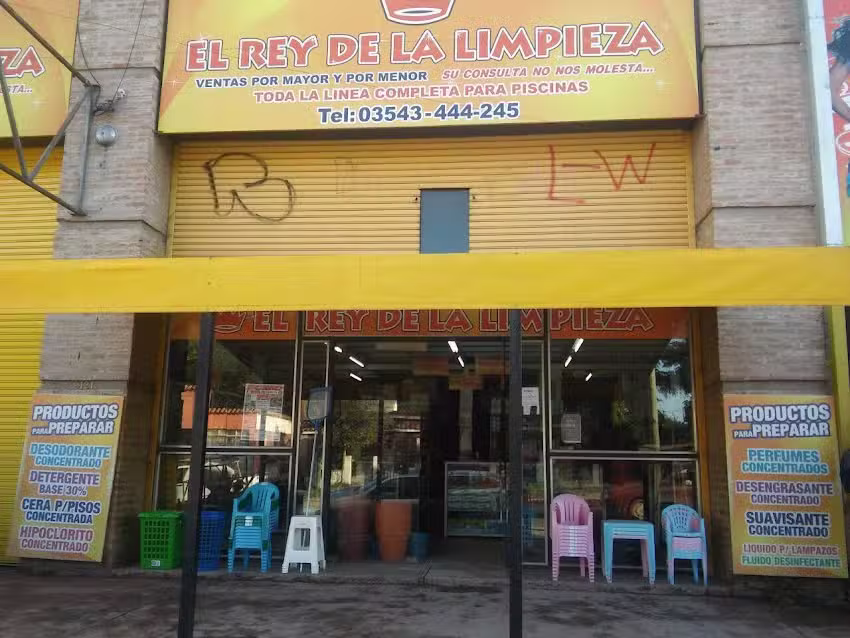 EL REY DE LA LIMPIEZA
VENTAS POR MAYOR Y POR MENOR SU CONSULTA NO NOS MOLESTA...
TODA LA LINEA COMPLETA PARA PISCINAS
Tel: 03543-444-245
ZA
STA...
B
L-W
EL REY DE LA LIMPIEZA
PRODUCTOS
PARA PREPARAR
DESODORANTE
CONCENTRADO
DETERGENTE
BASE 30%
CERA P/PISOS
CONCENTRADA
HIPOCLORITO
CONCENTRADO
PRODUCTOS
PARA PREPARAR
PERFUMES
CONCENTRADOS
DESENGRASANTE
CONCENTRADO
SUAVISANTE
CONCENTRADO
LIQUIDO P/ LAMPAZOS
FLUIDO DESINFECTANTE